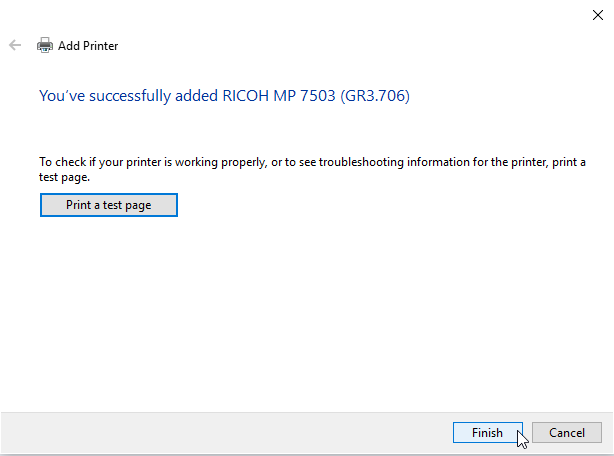 Add Printer
You've successfully added RICOH MP 7503 (GR3.706)
To check if your printer is working properly, or to see troubleshooting information for the printer, print a
test page.
Print a test page
Finish
Cancel